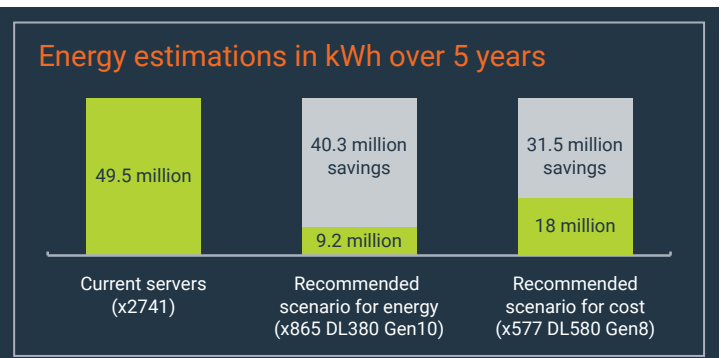 Energy estimations in kWh over 5 years
49.5 million
40.3 million
savings
9.2 million
31.5 million
savings
18 million
Current servers
(x2741)
Recommended
scenario for energy
(x865 DL380 Gen10)
Recommended
scenario for cost
(x577 DL580 Gen8)